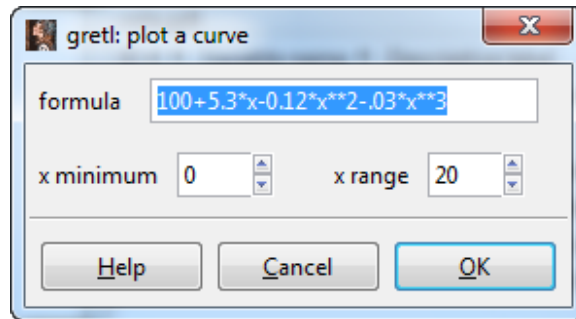 gretl: plot a curve
formula 100+5.3*x-0.12*x**2-.03*x**3
x minimum 0 x range 20
Help Cancel OK